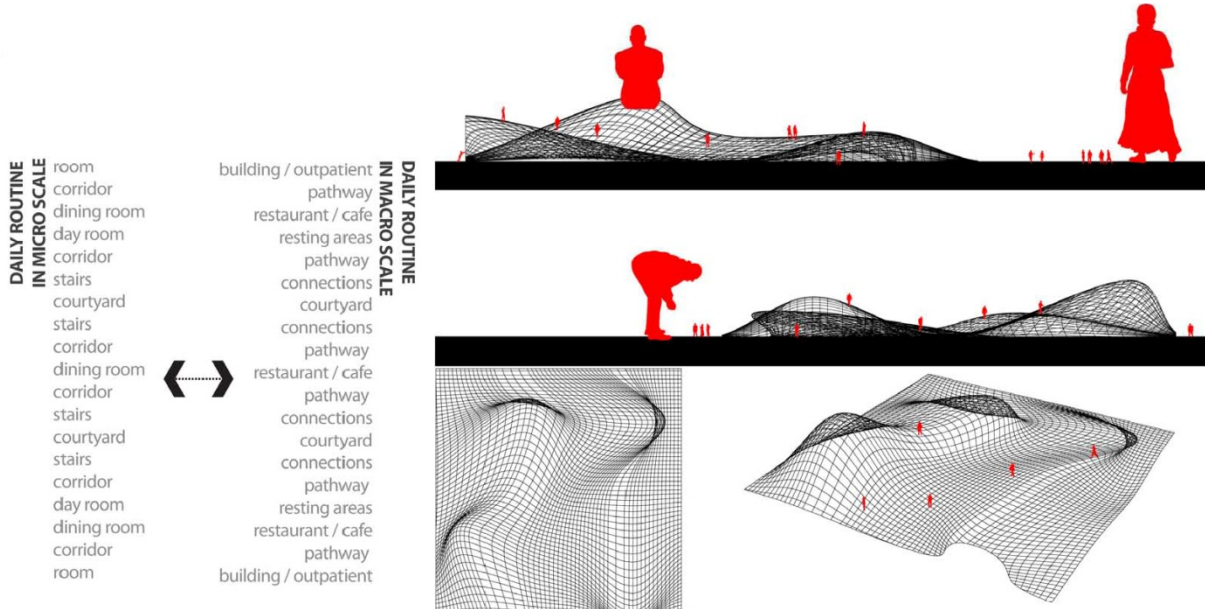 DAILY ROUTINE
IN MICRO SCALE
room
corridor
dining room
day room
corridor
stairs
courtyard
stairs
corridor
dining room
corridor
stairs
courtyard
stairs
corridor
day room
dining room
corridor
room
building / outpatient
pathway
restaurant / cafe
resting areas
pathway
connections
courtyard
connections
pathway
restaurant / cafe
pathway
connections
courtyard
connections
pathway
resting areas
restaurant / cafe
pathway
building / outpatient
DAILY ROUTINE
IN MACRO SCALE